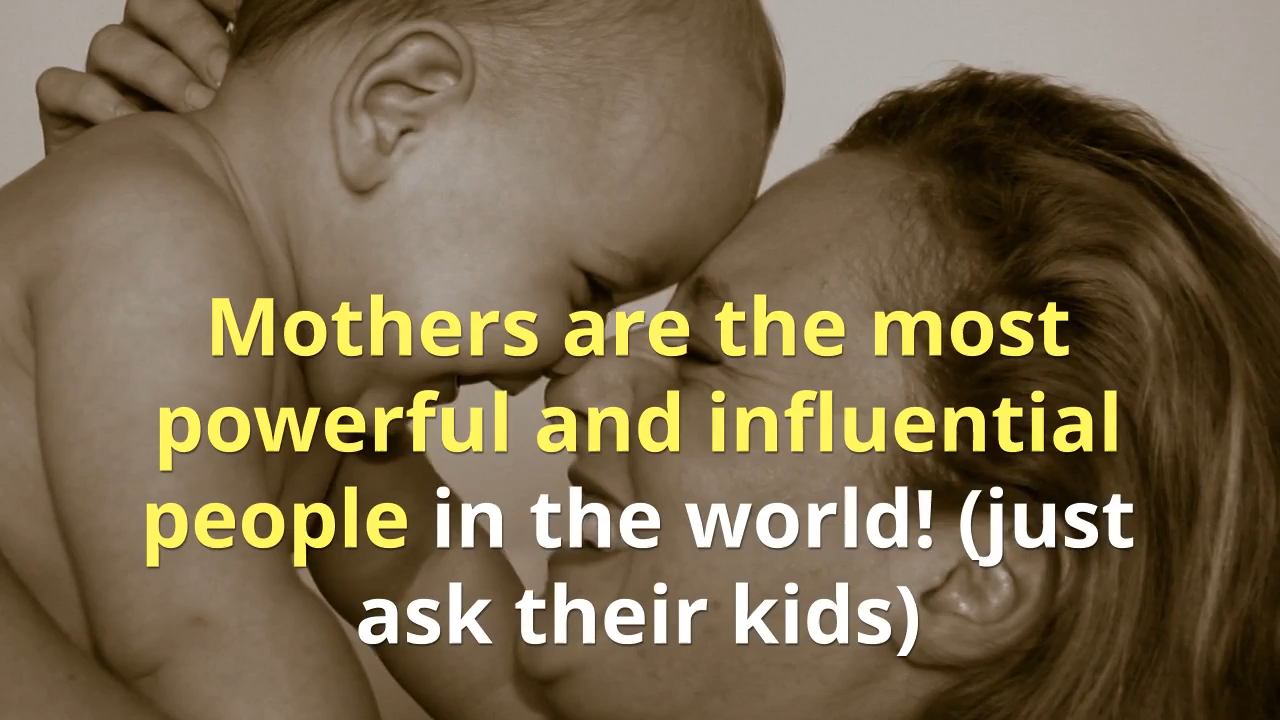 Mothers are the most
powerful and influential
people in the world! (just
ask their kids)